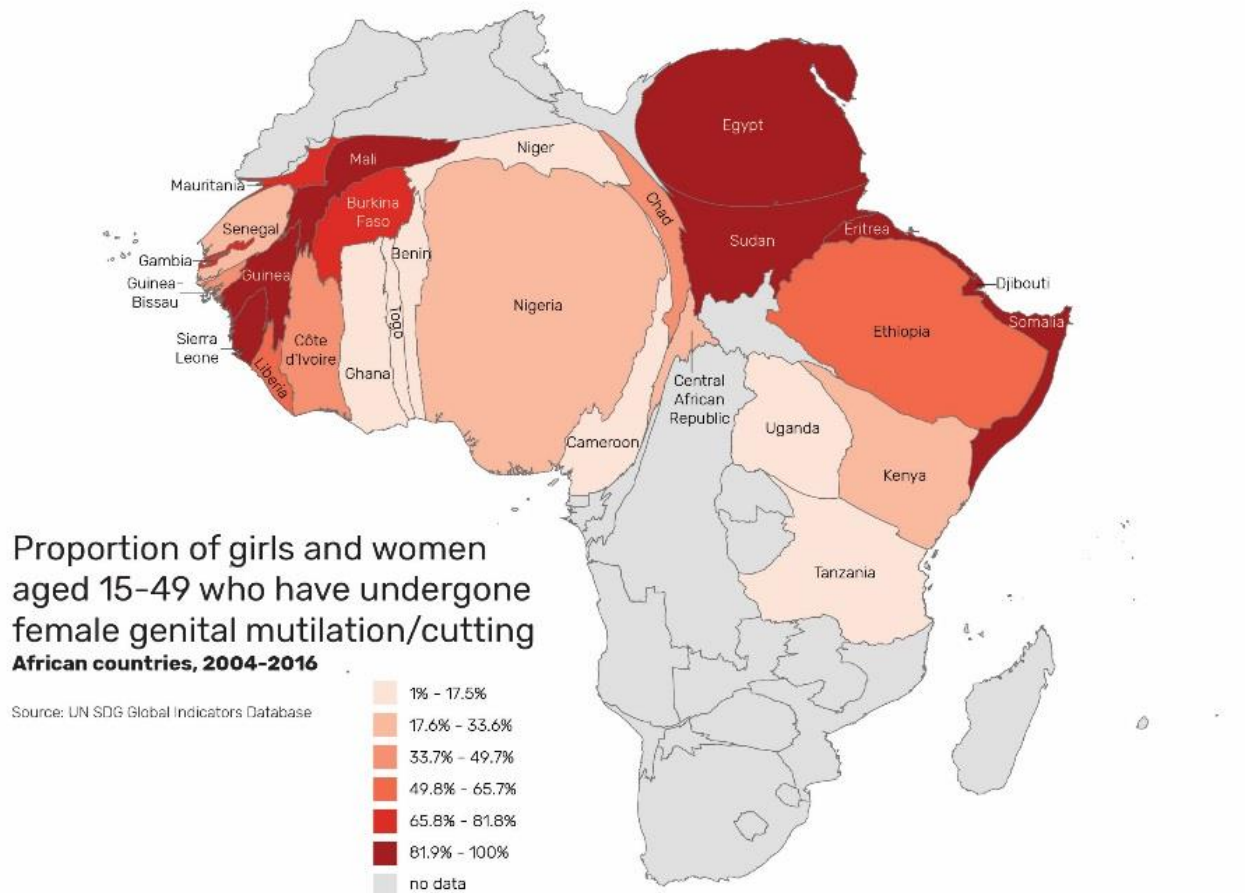 Egypt
Niger
Mali
Mauritania
Burkina
Faso
Chad
Senegal
Sudan
Eritrea
Benin
Gambia
Guinea
Guinea-
Bissau
Djibouti
Nigeria
Togo
Somalia
Ethiopia
Sierra
Leone
Côte
d'Ivoire
Liberia
Ghana
Central
African
Republic
Cameroon
Uganda
Kenya
Tanzania
Proportion of girls and women
aged 15-49 who have undergone
female genital mutilation/cutting
African countries, 2004-2016
Source: UN SDG Global Indicators Database
1% - 17.5%
17.6% - 33.6%
33.7% - 49.7%
49.8% - 65.7%
65.8% - 81.8%
81.9% - 100%
no data